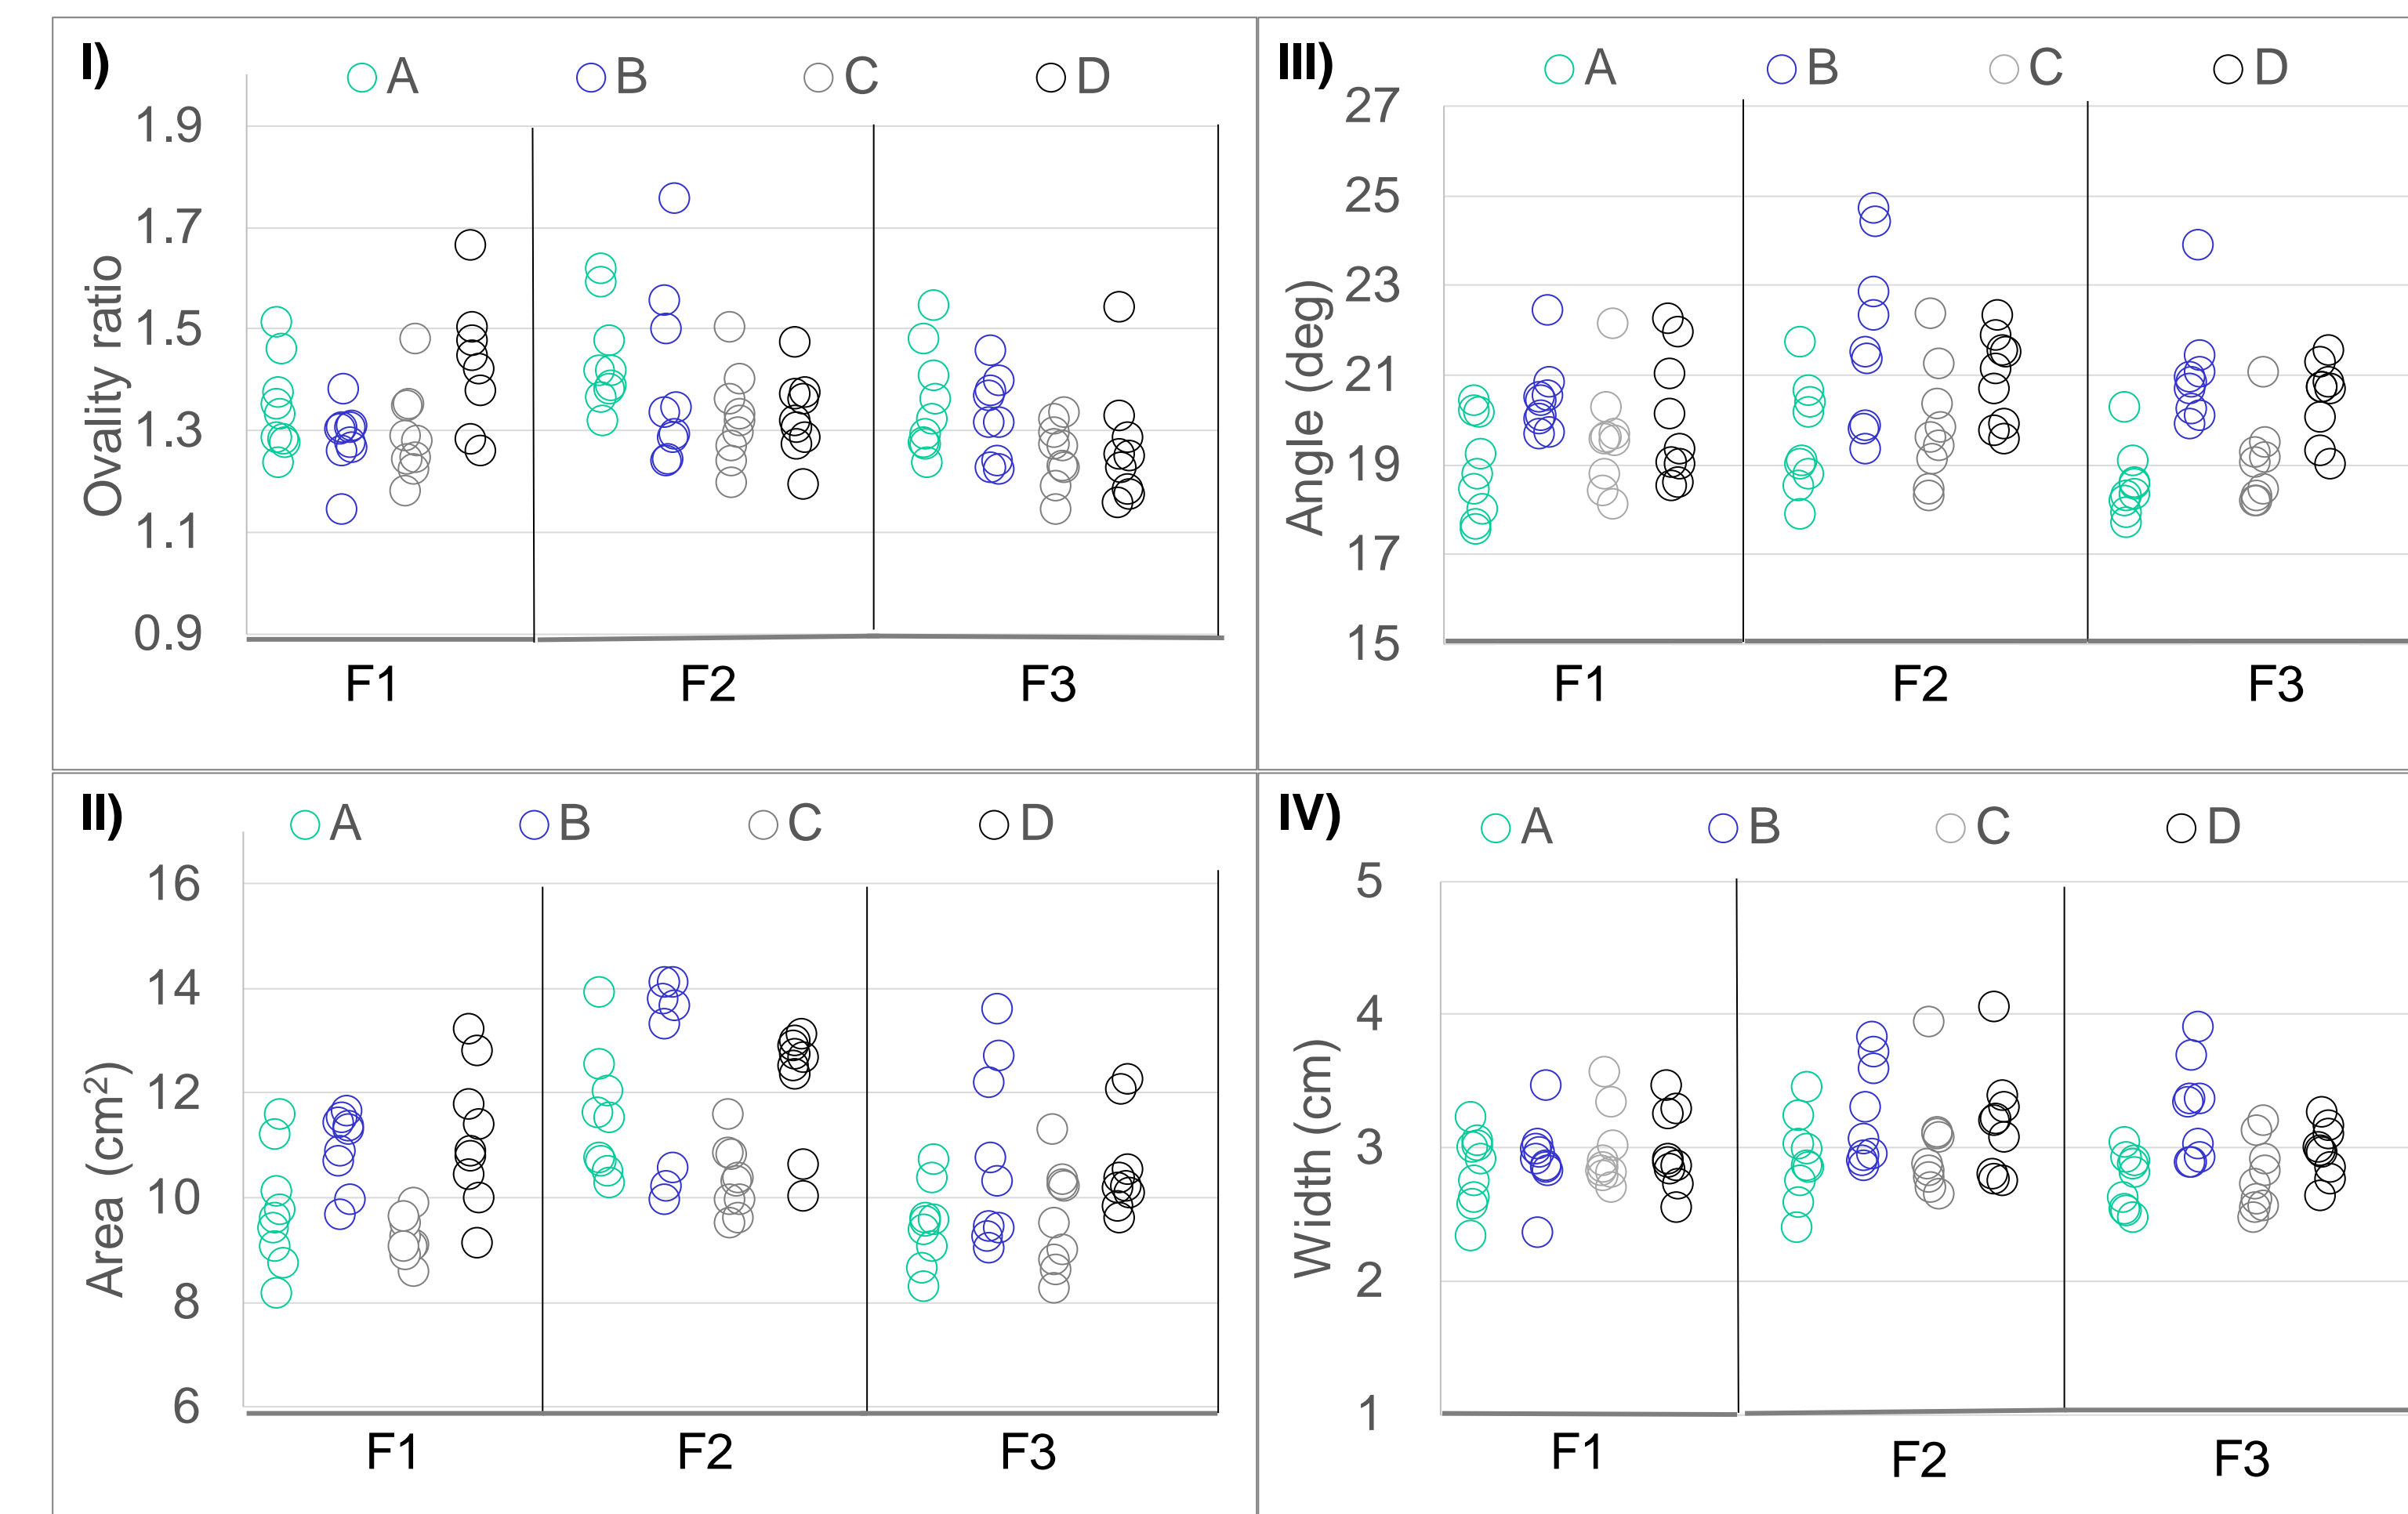 I)
A B C D
1.9
1.7
1.5
1.3
1.1
0.9
Ovality ratio
F1 F2 F3
III)
A B C D
27
25
23
21
19
17
15
Angle (deg)
F1 F2 F3
II)
A B C D
16
14
12
10
8
6
Area (cm²)
F1 F2 F3
IV)
A B C D
5
4
3
2
1
Width (cm)
F1 F2 F3